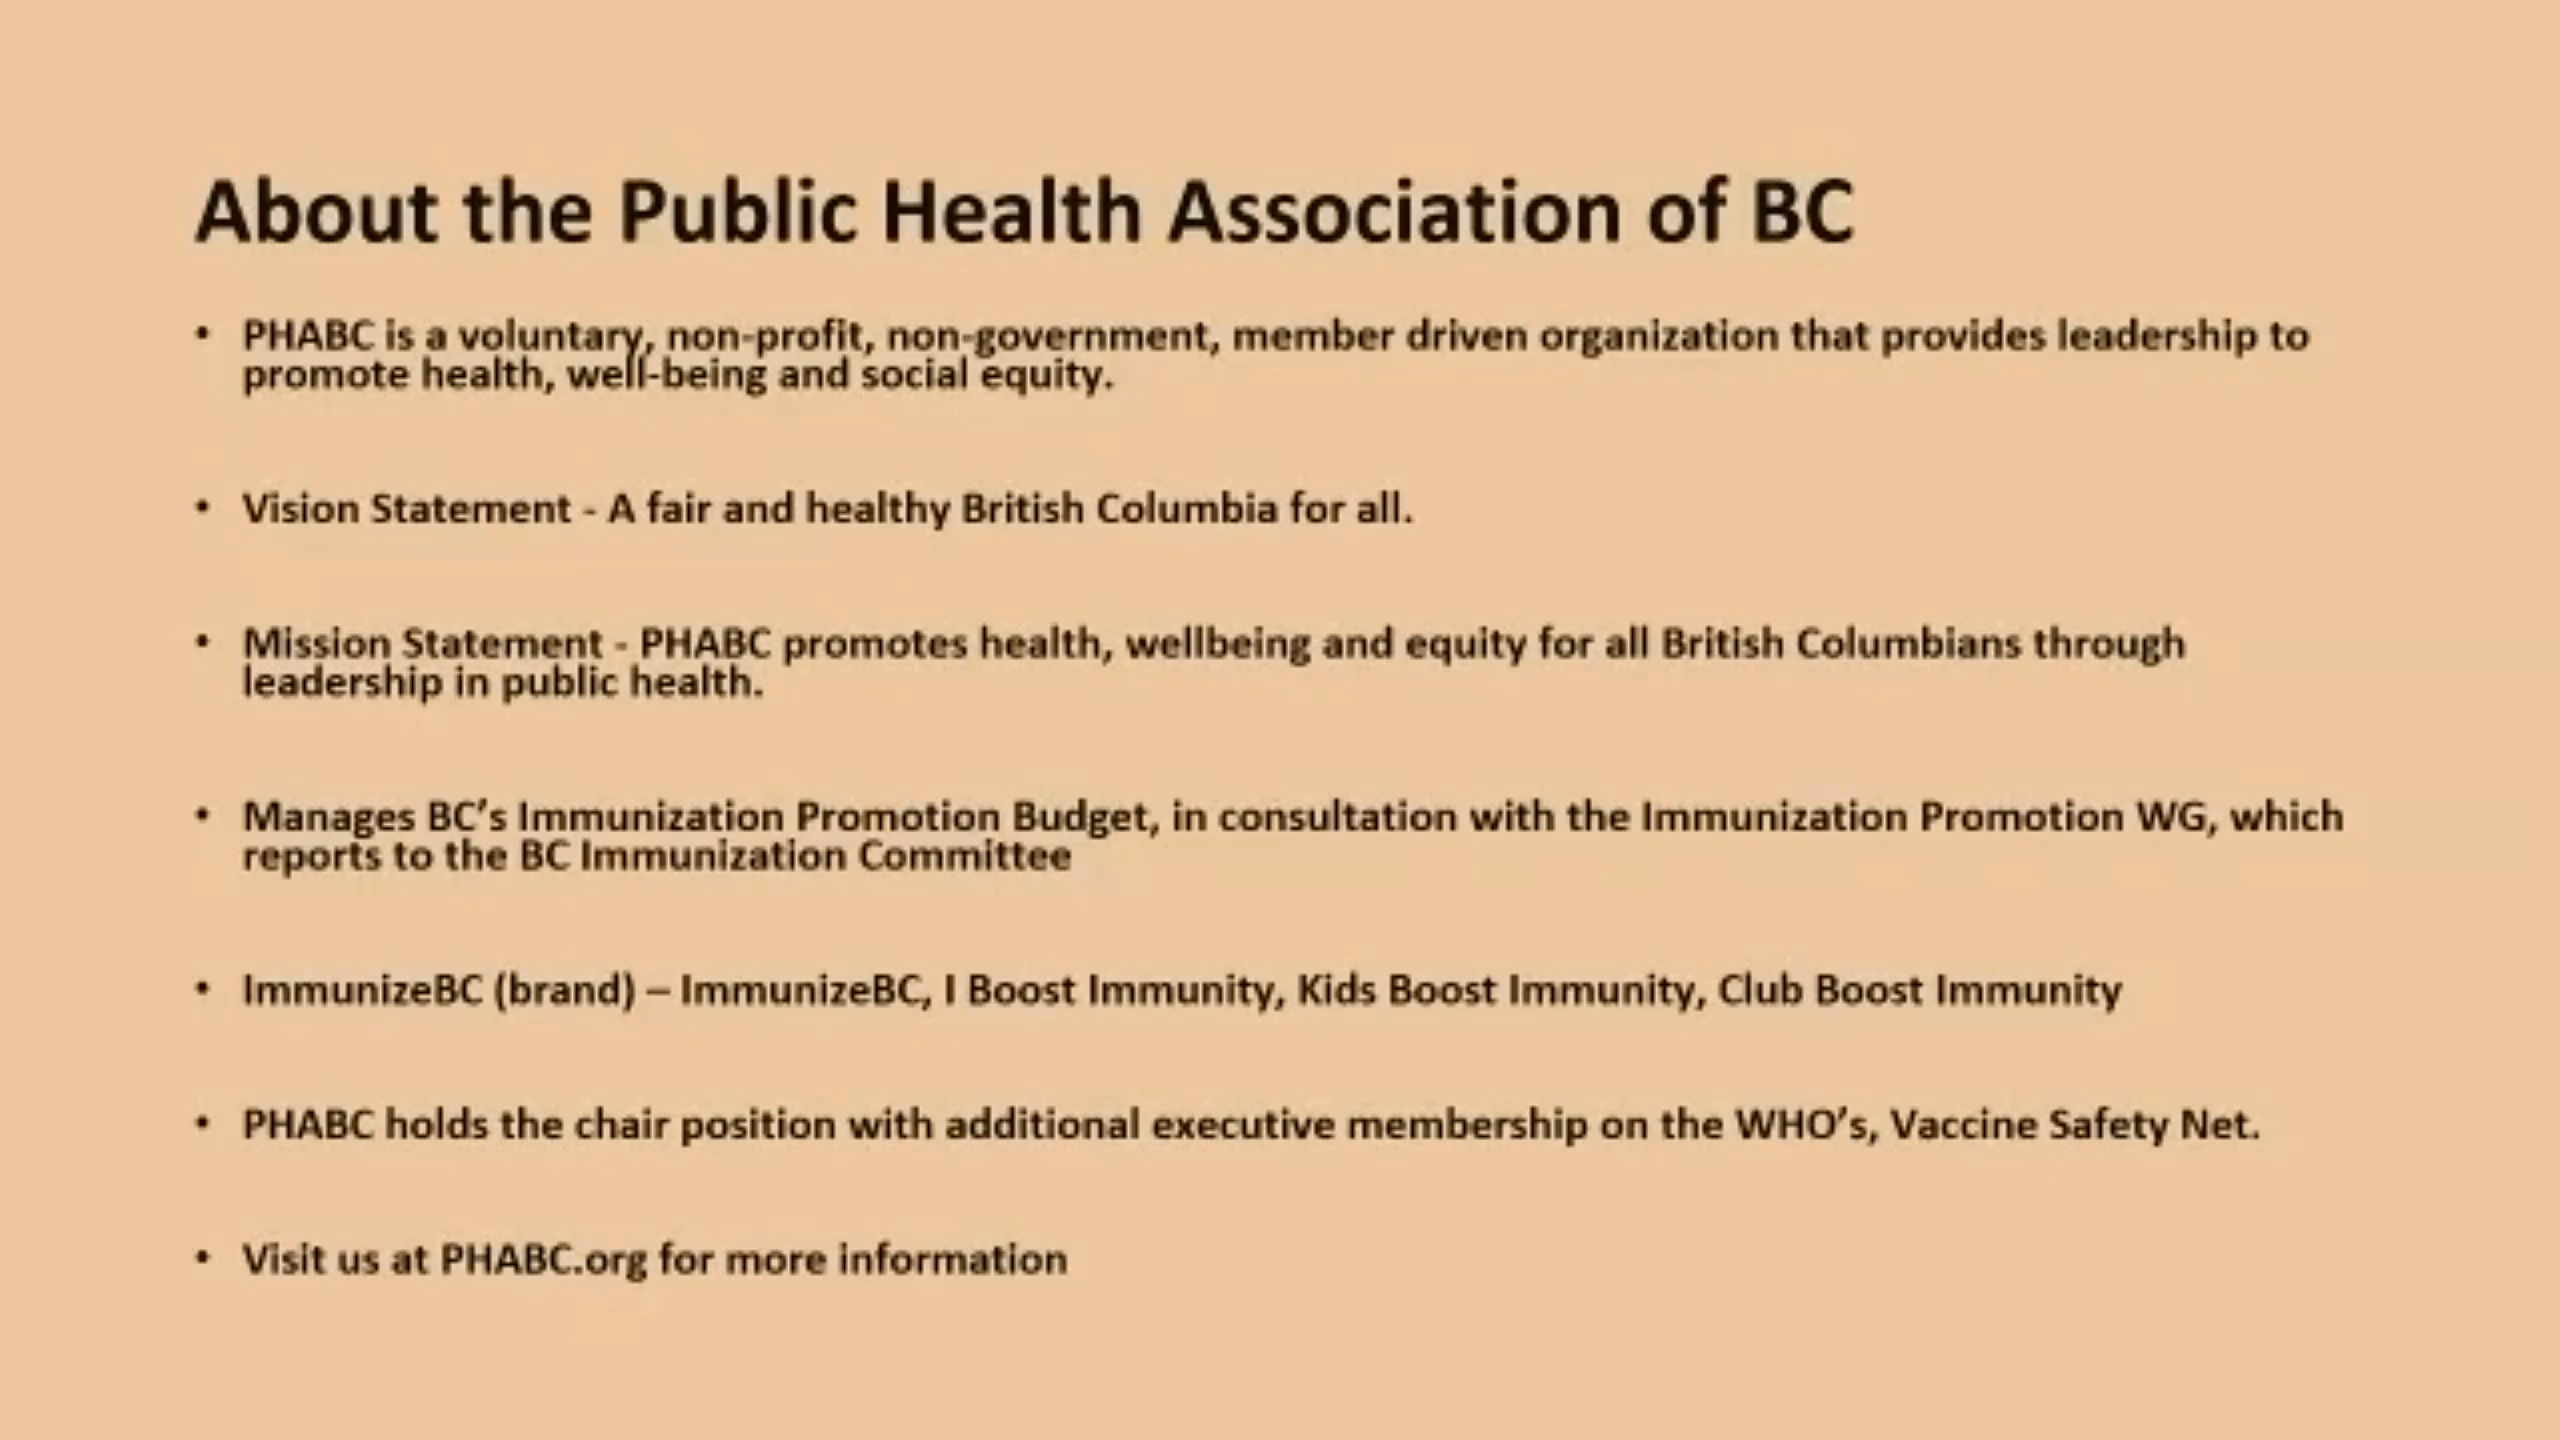 About the Public Health Association of BC
• PHABC is a voluntary, non-profit, non-government, member driven organization that provides leadership to
promote health, well-being and social equity.
• Vision Statement - A fair and healthy British Columbia for all.
• Mission Statement - PHABC promotes health, wellbeing and equity for all British Columbians through
leadership in public health.
• Manages BC’s Immunization Promotion Budget, in consultation with the Immunization Promotion WG, which
reports to the BC Immunization Committee
• ImmunizeBC (brand) – ImmunizeBC, I Boost Immunity, Kids Boost Immunity, Club Boost Immunity
• PHABC holds the chair position with additional executive membership on the WHO’s, Vaccine Safety Net.
• Visit us at PHABC.org for more information